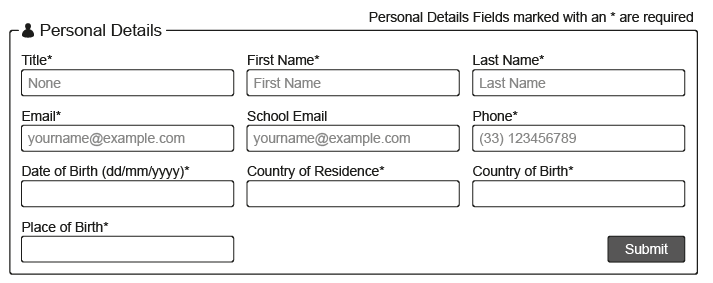 Personal Details Fields marked with an * are required
Personal Details
Title* First Name* Last Name*
None First Name Last Name
Email* School Email Phone*
yourname@example.com yourname@example.com (33) 123456789
Date of Birth (dd/mm/yyyy)* Country of Residence* Country of Birth*
Place of Birth*
Submit